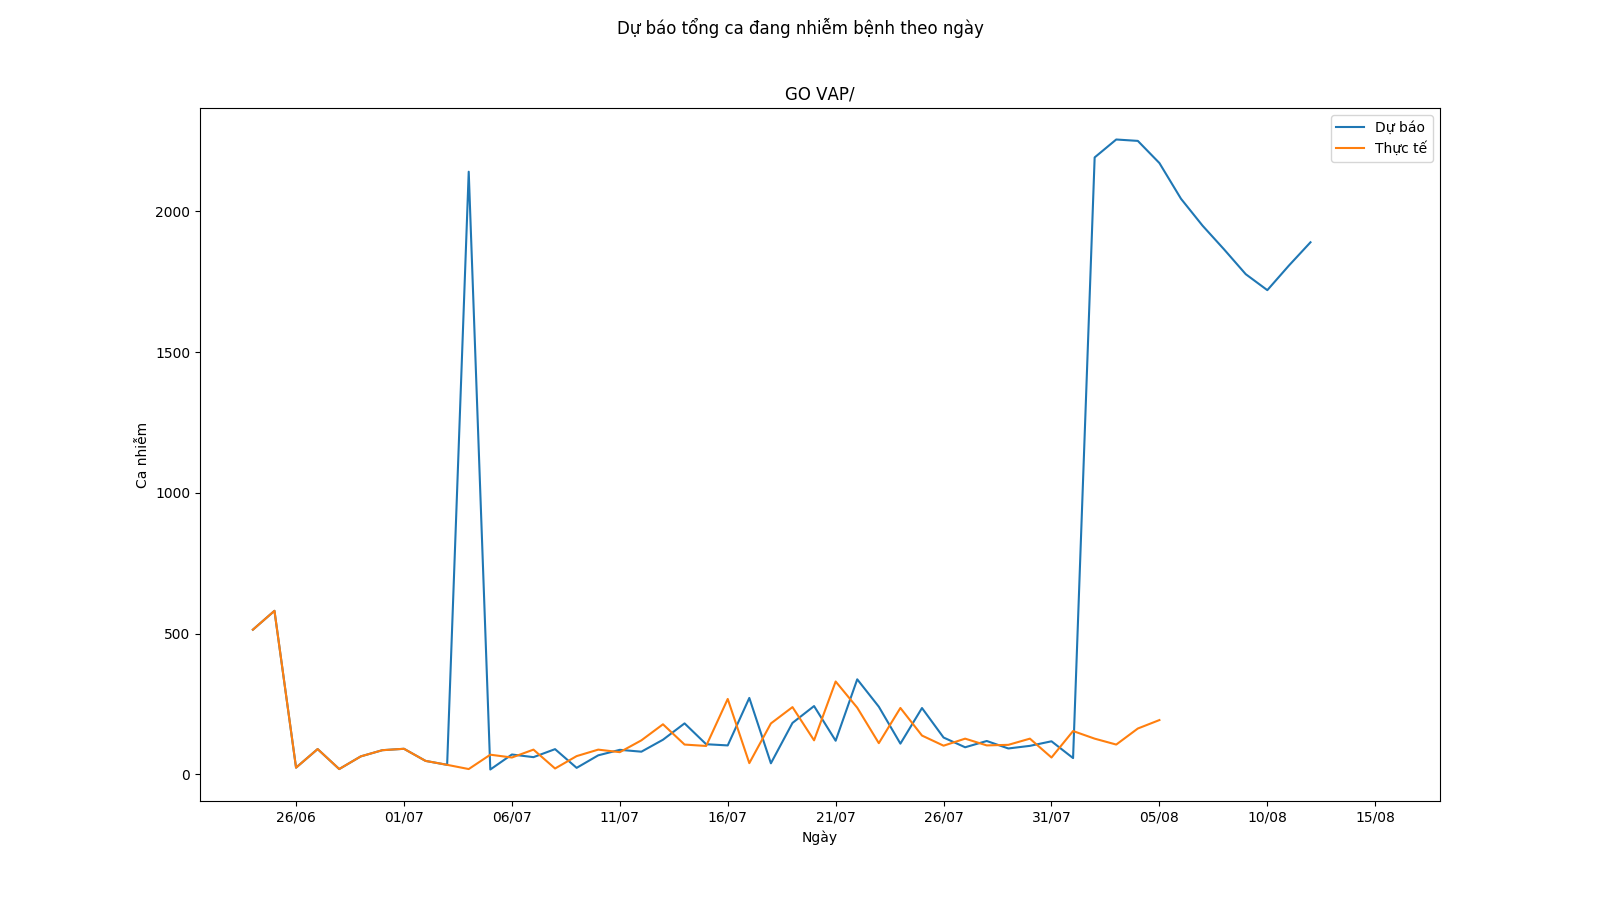 Dự báo tổng ca đang nhiễm bệnh theo ngày
GO VAP/
Dự báo
Thực tế
2000
1500
1000
500
0
Ca nhiễm
26/06 01/07 06/07 11/07 16/07 21/07 26/07 31/07 05/08 10/08 15/08
Ngày